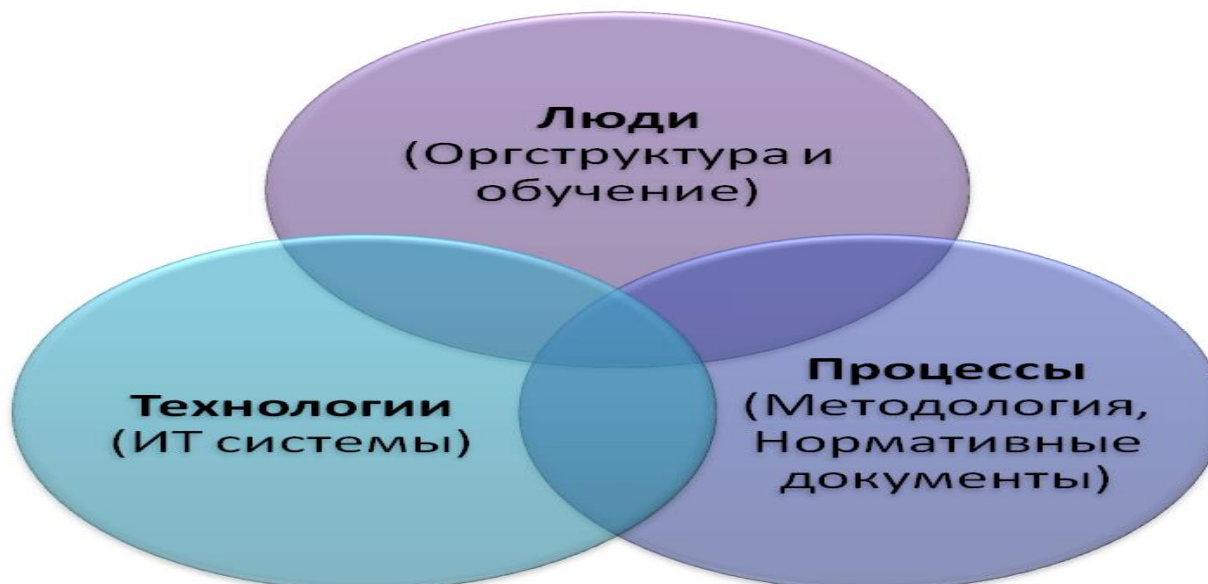 Люди
(Оргструктура и
обучение)
Технологии
(ИТ системы)
Процессы
(Методология,
Нормативные
документы)